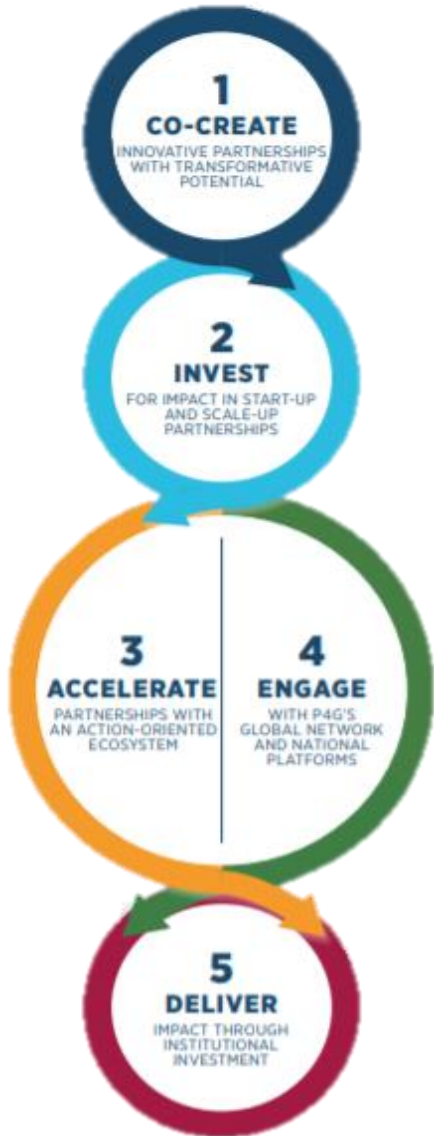 1
CO-CREATE
INNOVATIVE PARTNERSHIPS
WITH TRANSFORMATIVE
POTENTIAL
2
INVEST
FOR IMPACT IN START-UP
AND SCALE-UP
PARTNERSHIPS
3
ACCELERATE
PARTNERSHIPS WITH
AN ACTION-ORIENTED
ECOSYSTEM
4
ENGAGE
WITH P4G'S
GLOBAL NETWORK
AND NATIONAL
PLATFORMS
5
DELIVER
IMPACT THROUGH
INSTITUTIONAL
INVESTMENT